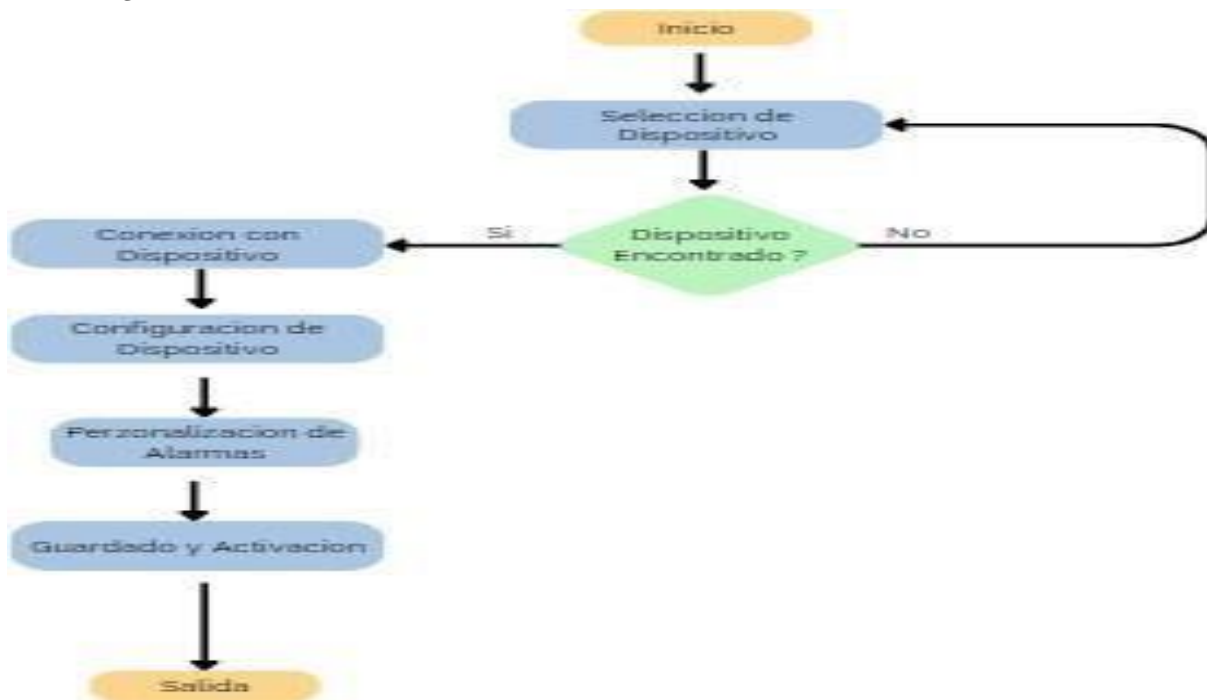 Inicio
Seleccion de
Dispositivo
Dispositivo
Encontrado ?
Si
No
Conexion con
Dispositivo
Configuracion de
Dispositivo
Perzonalizacion de
Alarmas
Guardado y Activacion
Salida